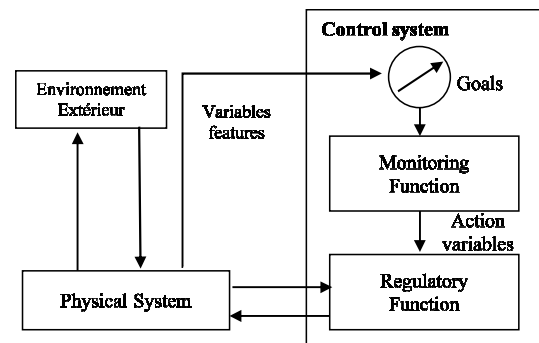 Control system
Environnement
Extérieur
Variables
features
Goals
Monitoring
Function
Action
variables
Physical System
Regulatory
Function